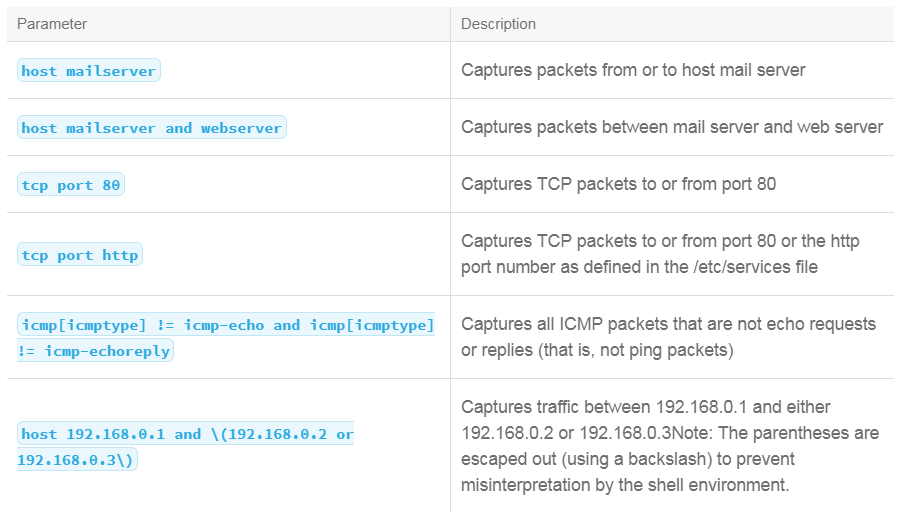 Parameter Description
host mailserver Captures packets from or to host mail server
host mailserver and webserver Captures packets between mail server and web server
tcp port 80 Captures TCP packets to or from port 80
tcp port http Captures TCP packets to or from port 80 or the http
port number as defined in the /etc/services file
icmp[icmptype] != icmp-echo and icmp[icmptype]
!= icmp-echoreply
Captures all ICMP packets that are not echo requests
or replies (that is, not ping packets)
host 192.168.0.1 and \(192.168.0.2 or
192.168.0.3\)
Captures traffic between 192.168.0.1 and either
192.168.0.2 or 192.168.0.3Note: The parentheses are
escaped out (using a backslash) to prevent
misinterpretation by the shell environment.